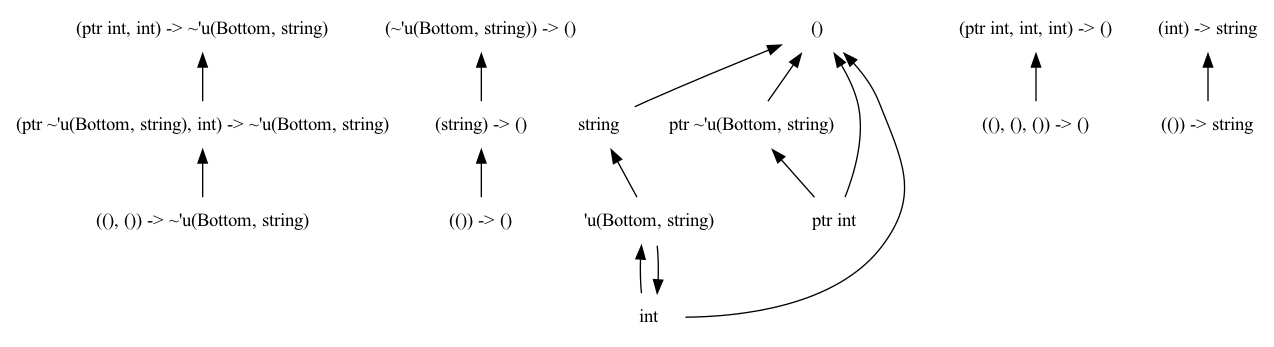 (ptr int, int) -> ~'u(Bottom, string)
(~'u(Bottom, string)) -> ()
()
(ptr int, int, int) -> ()
(int) -> string
(ptr ~'u(Bottom, string), int) -> ~'u(Bottom, string)
(string) -> ()
string
ptr ~'u(Bottom, string)
((), (), ()) -> ()
(()) -> string
((), ()) -> ~'u(Bottom, string)
(()) -> ()
'u(Bottom, string)
ptr int
int